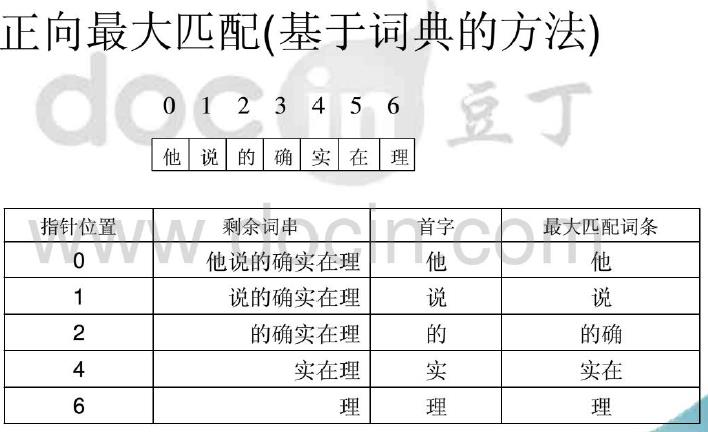 正向最大匹配(基于词典的方法)
0 1 2 3 4 5 6
他 说 的 确 实 在 理
指针位置 剩余词串 首字 最大匹配词条
0 他说的确实在理 他 他
1 说的确实在理 说 说
2 的确实在理 的 的确
4 实在理 实 实在
6 理 理 理
docin 豆丁
www.docin.com